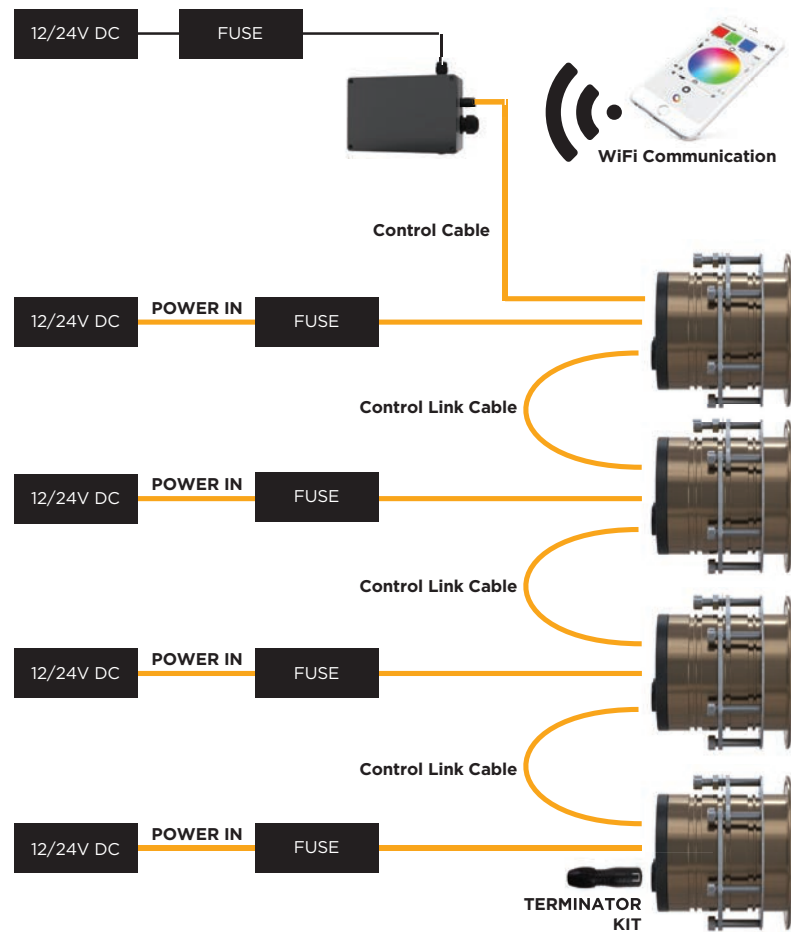 12/24V DC
FUSE
WiFi Communication
Control Cable
12/24V DC
POWER IN
FUSE
Control Link Cable
12/24V DC
POWER IN
FUSE
Control Link Cable
12/24V DC
POWER IN
FUSE
Control Link Cable
12/24V DC
POWER IN
FUSE
TERMINATOR
KIT